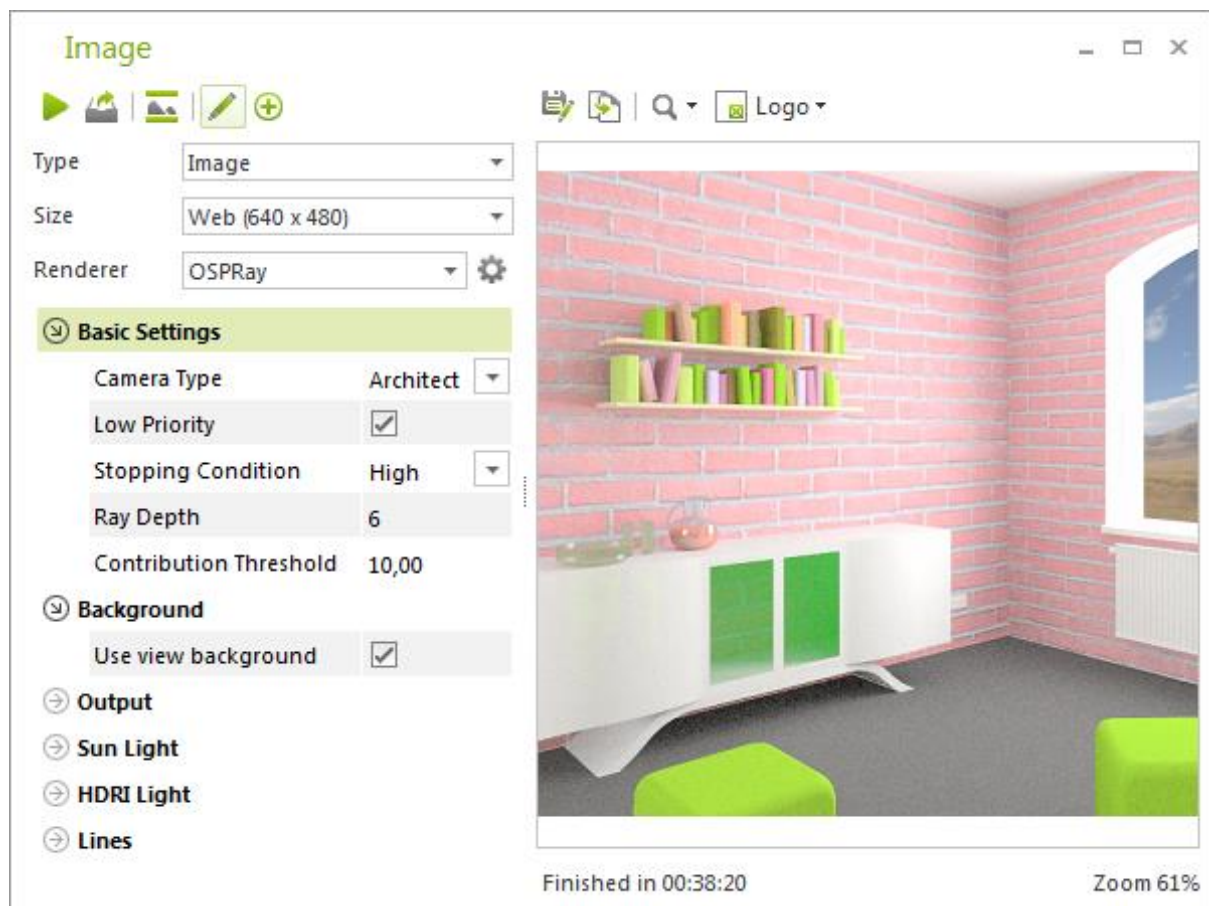 Image
Logo
Type Image
Size Web (640 x 480)
Renderer OSPRay
Basic Settings
Camera Type Architect
Low Priority
Stopping Condition High
Ray Depth 6
Contribution Threshold 10,00
Background
Use view background
Output
Sun Light
HDRI Light
Lines
Finished in 00:38:20 Zoom 61%